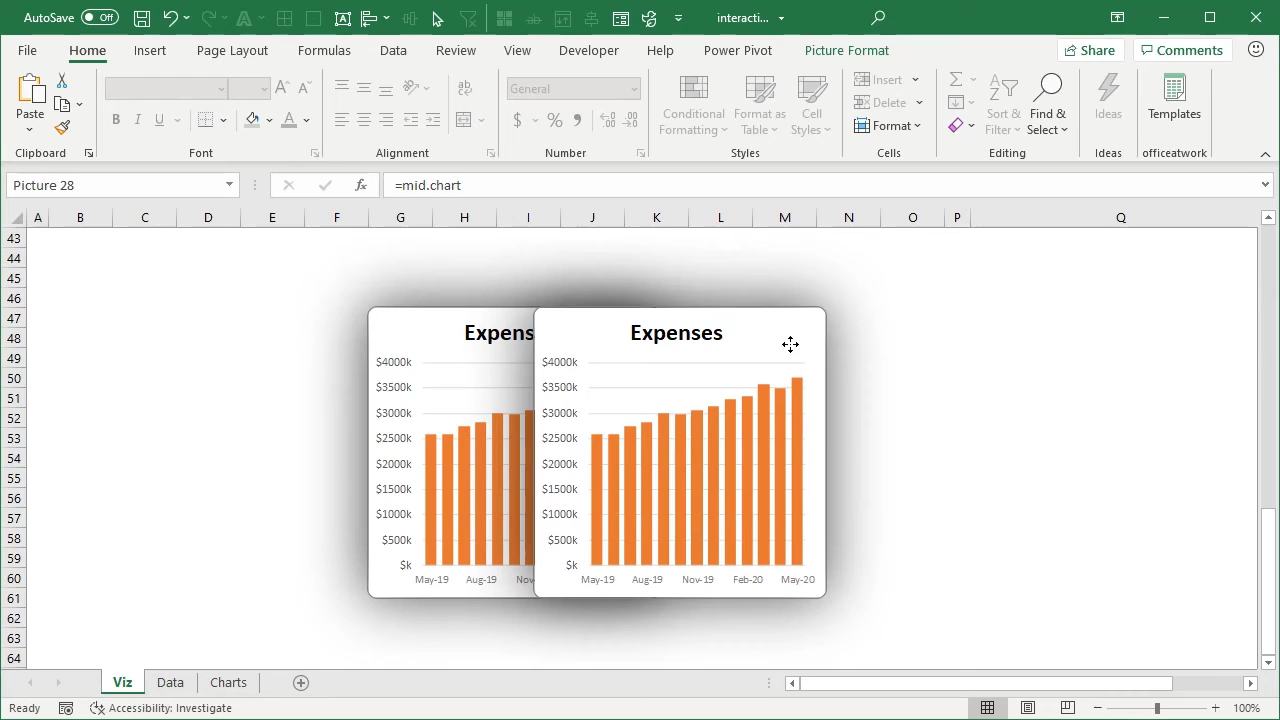 AutoSave Off interacti...
File Home Insert Page Layout Formulas Data Review View Developer Help Power Pivot Picture Format Share Comments
Paste
General
Conditional Formatting
Format as Table
Cell Styles
Insert
Delete
Format
Sort & Filter
Find & Select
Ideas
Templates
Clipboard Font Alignment Number Styles Cells Editing Ideas officeatwork
Picture 28 fx =mid.chart
A B C D E F G H I J K L M N O P Q
43
44
45
46
47
48
49
50
51
52
53
54
55
56
57
58
59
60
61
62
63
64
Expens
$4000k
$3500k
$3000k
$2500k
$2000k
$1500k
$1000k
$500k
$k
May-19 Aug-19 Nov
Expenses
$4000k
$3500k
$3000k
$2500k
$2000k
$1500k
$1000k
$500k
$k
May-19 Aug-19 Nov-19 Feb-20 May-20
Viz Data Charts
Ready Accessibility: Investigate 100%